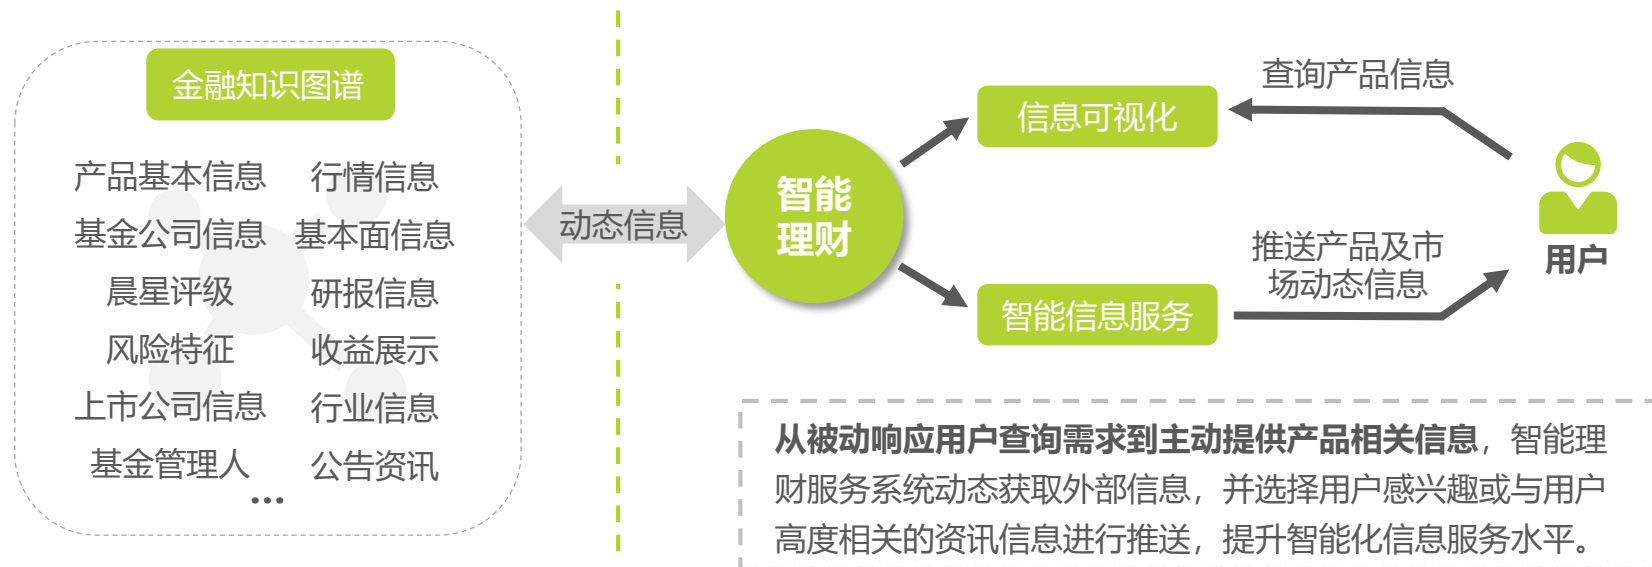 金融知识图谱
产品基本信息 行情信息
基金公司信息 基本面信息
晨星评级 研报信息
风险特征 收益展示
上市公司信息 行业信息
基金管理人 公告资讯
...
动态信息
智能
理财
信息可视化
智能信息服务
查询产品信息
推送产品及市
场动态信息
用户
从被动响应用户查询需求到主动提供产品相关信息，智能理
财服务系统动态获取外部信息，并选择用户感兴趣或与用户
高度相关的资讯信息进行推送，提升智能化信息服务水平。